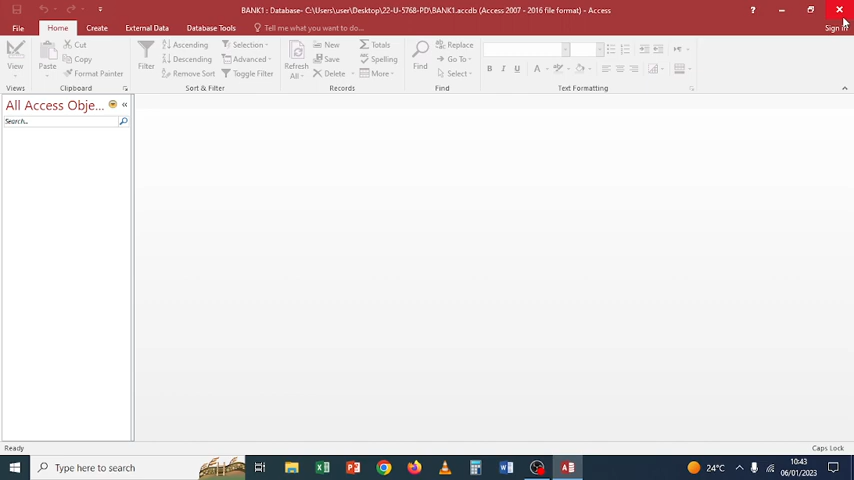 BANK1 : Database- C:\Users\user\Desktop\22-U-5768-PD\BANK1.accdb (Access 2007 - 2016 file format) - Access
File Home Create External Data Database Tools Tell me what you want to do... Sign in
View
Views
Paste
Cut
Copy
Format Painter
Clipboard
Filter
Ascending
Descending
Remove Sort
Selection
Advanced
Toggle Filter
Sort & Filter
Refresh
All
New
Save
Delete
Totals
Spelling
More
Records
Find
Replace
Go To
Select
Find
B I U A
Text Formatting
All Access Obje...
Search...
Ready
Caps Lock
Type here to search
24°C
10:43
06/01/2023